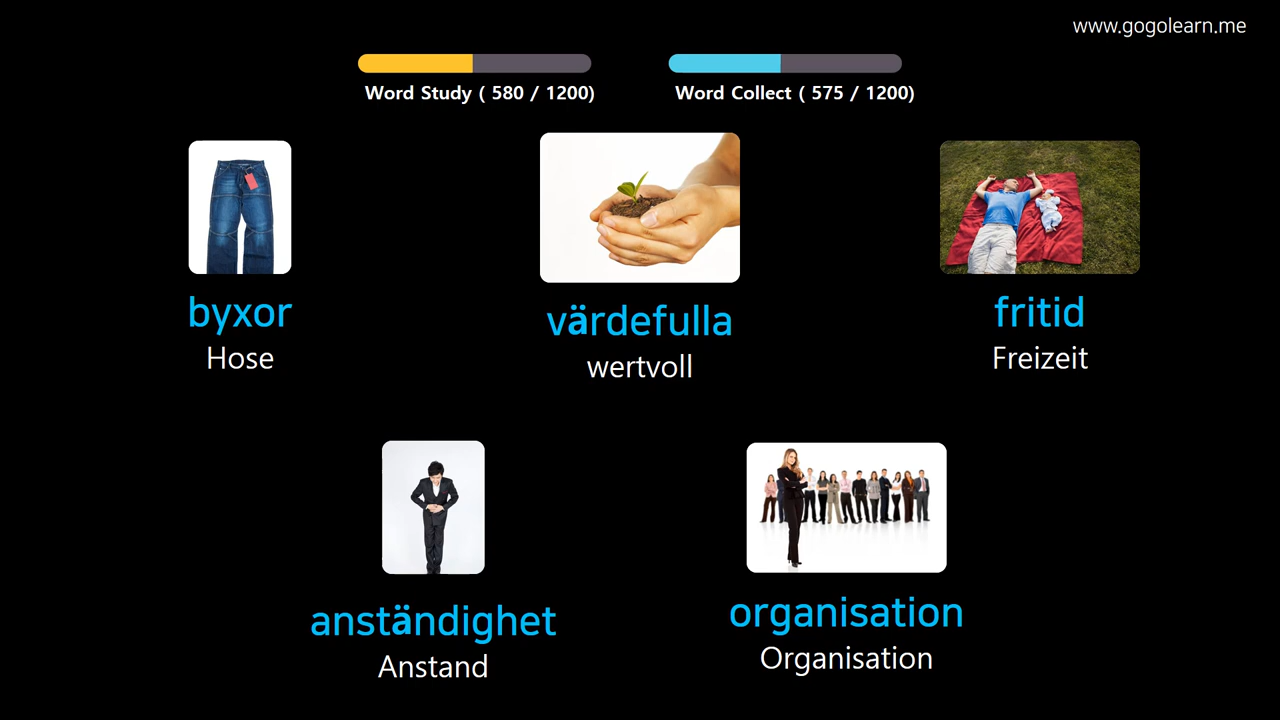 www.gogolearn.me
Word Study ( 580 / 1200)
Word Collect ( 575 / 1200)
byxor
Hose
värdefulla
wertvoll
fritid
Freizeit
anständighet
Anstand
organisation
Organisation